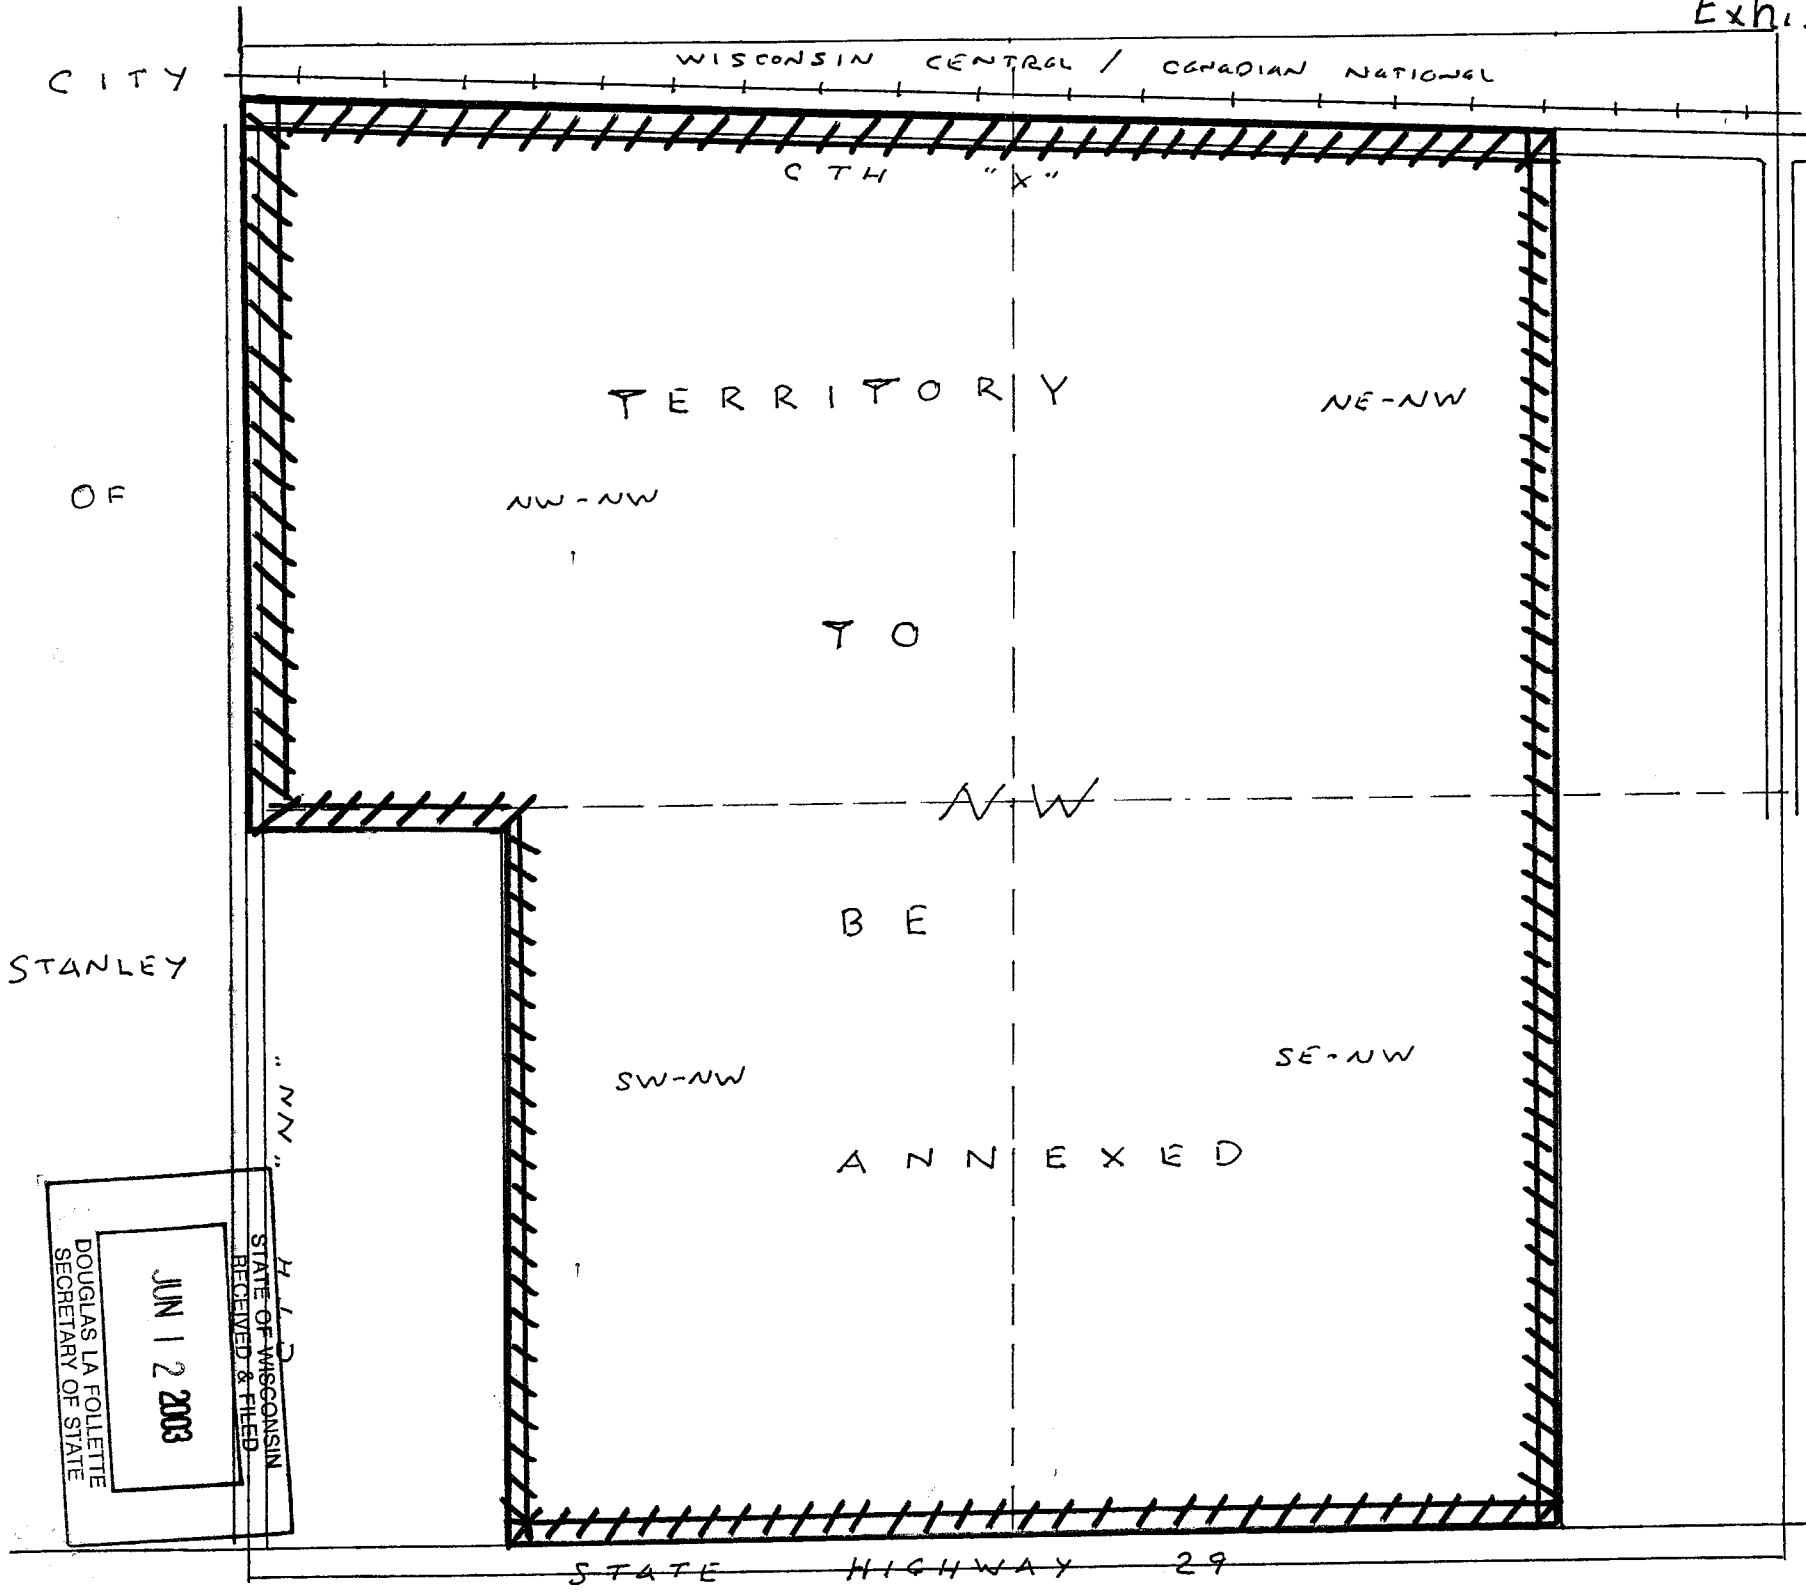 Exhi
WISCONSIN CENTRAL / CANADIAN NATIONAL
CITY
CTH "X"
TERRITORY
NE-NW
OF
NW-NW
TO
NW
BE
STANLEY
"NN"
SW-NW
SE-NW
ANNEXED
STATE OF WISCONSIN
RECEIVED & FILED
JUN 12 2003
DOUGLAS LA FOLLETTE
SECRETARY OF STATE
STATE HIGHWAY 29